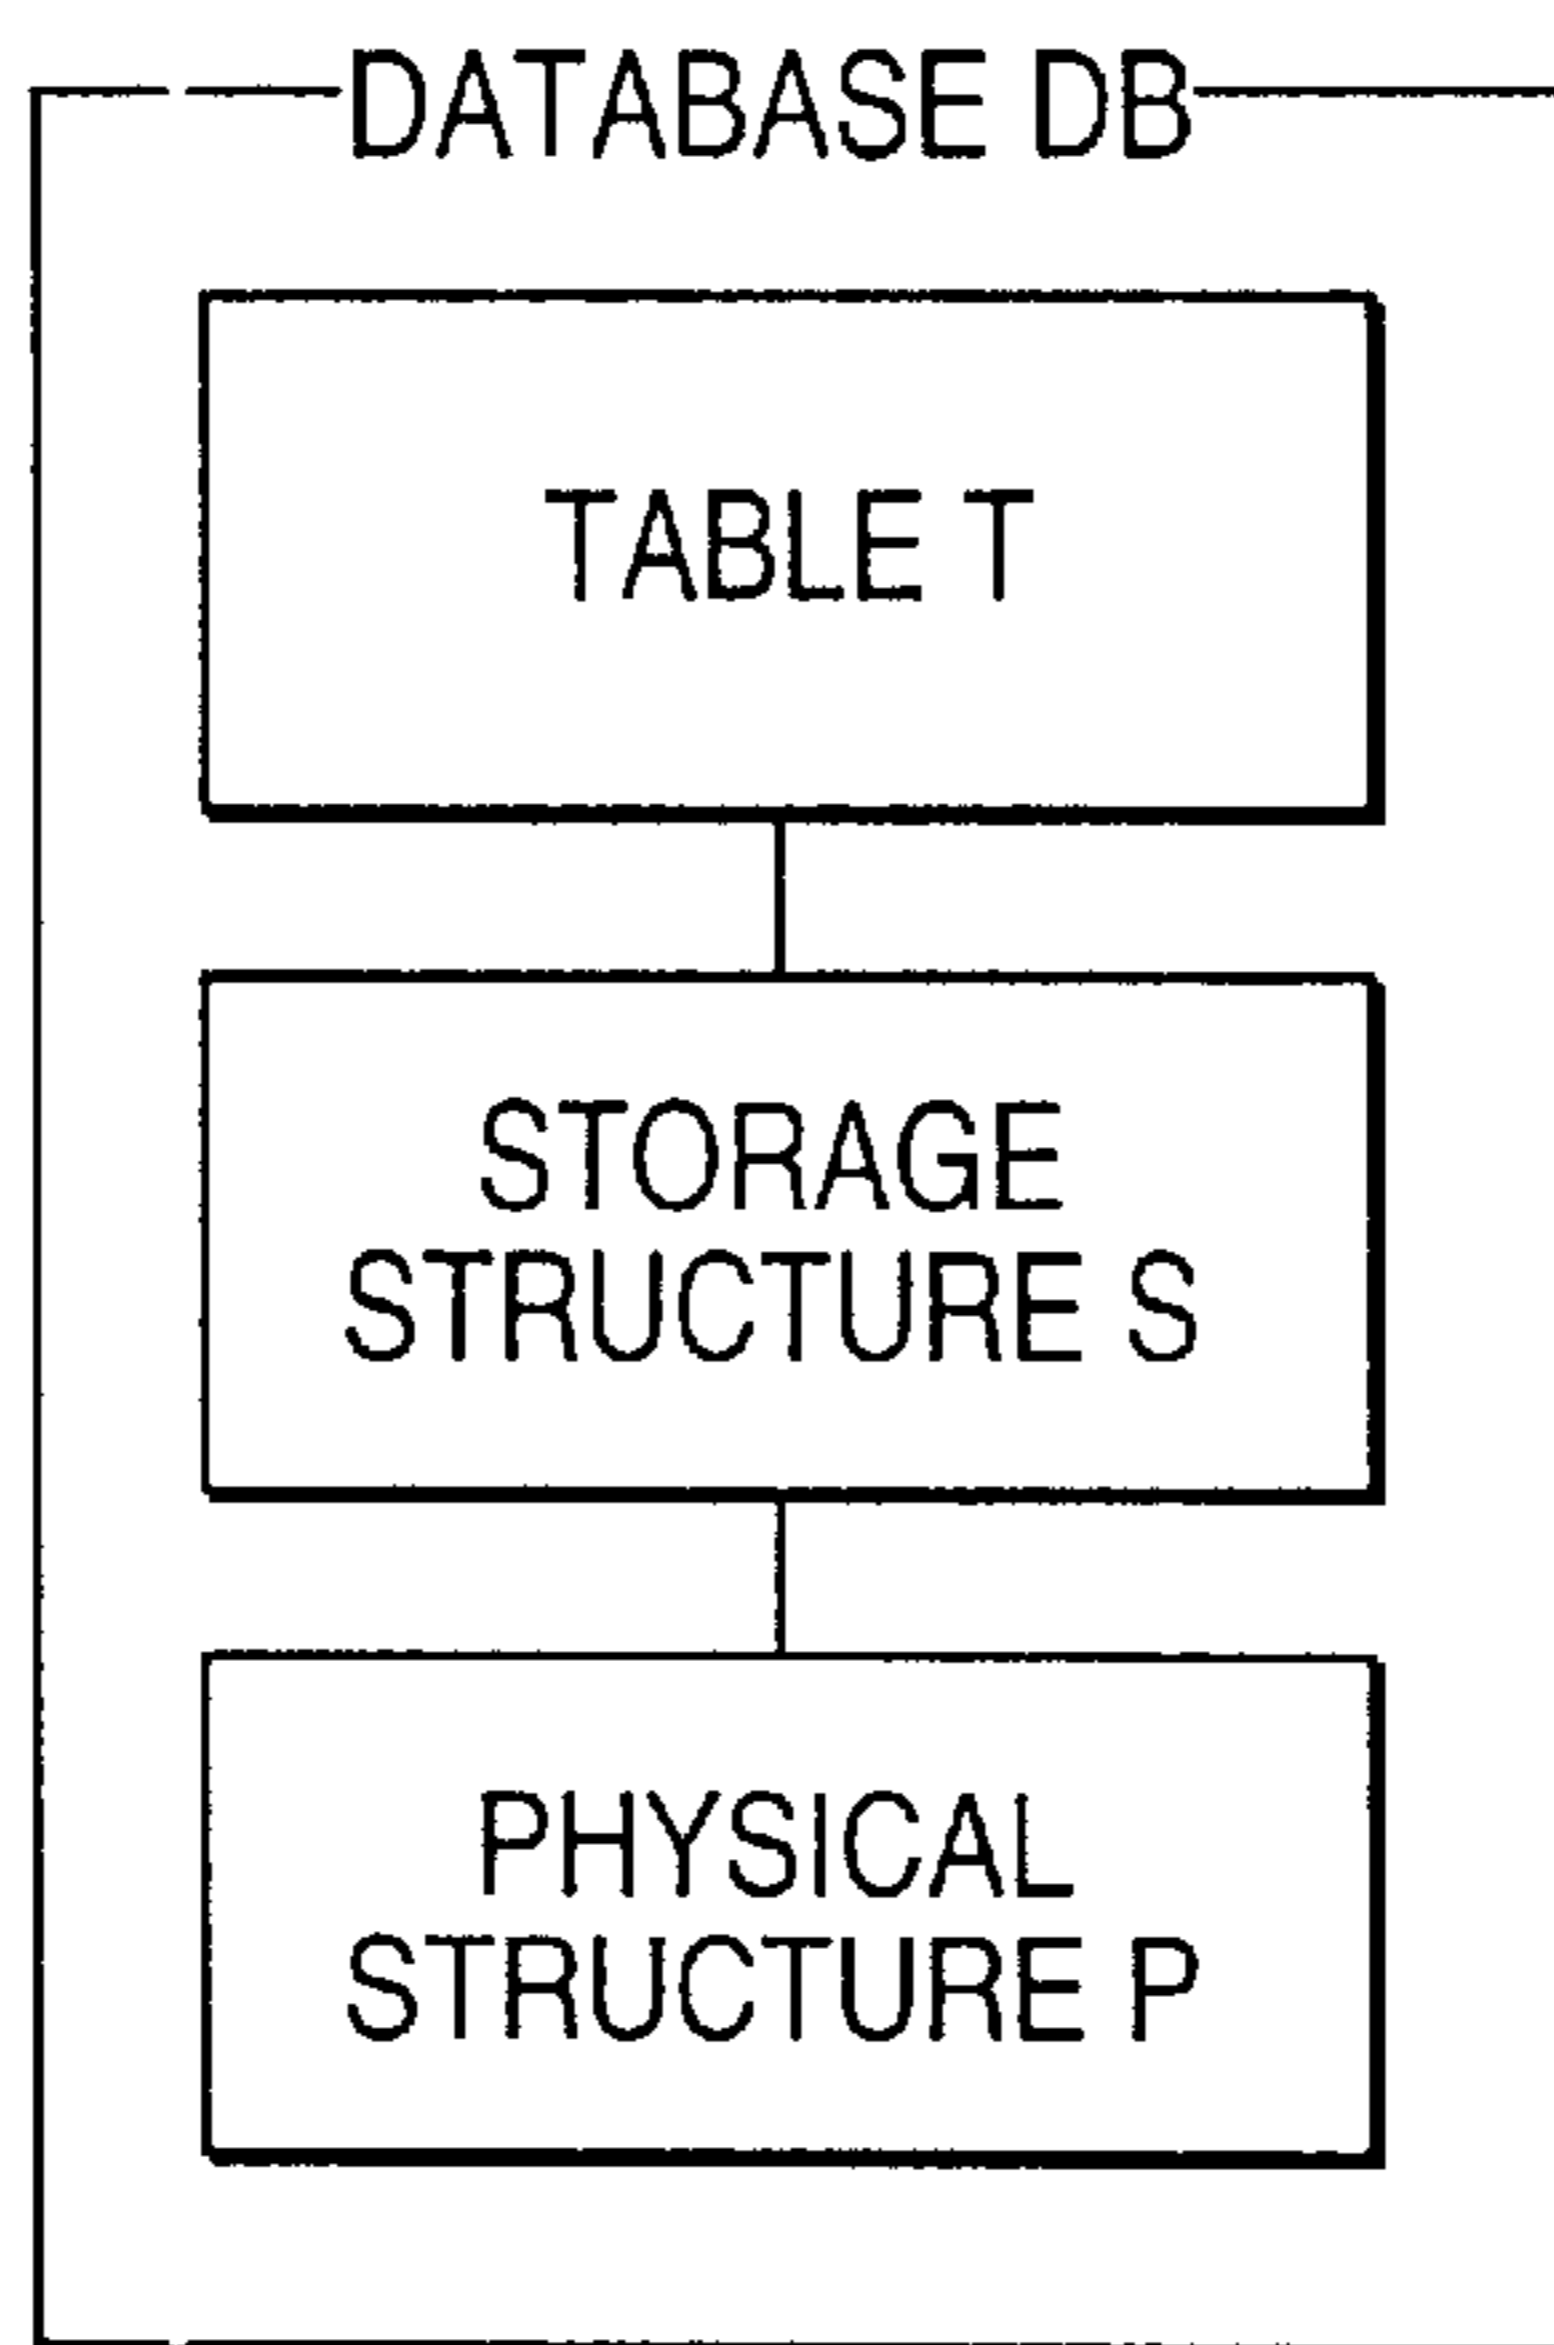 DATABASE DB
TABLE T
STORAGE
STRUCTURE S
PHYSICAL
STRUCTURE P